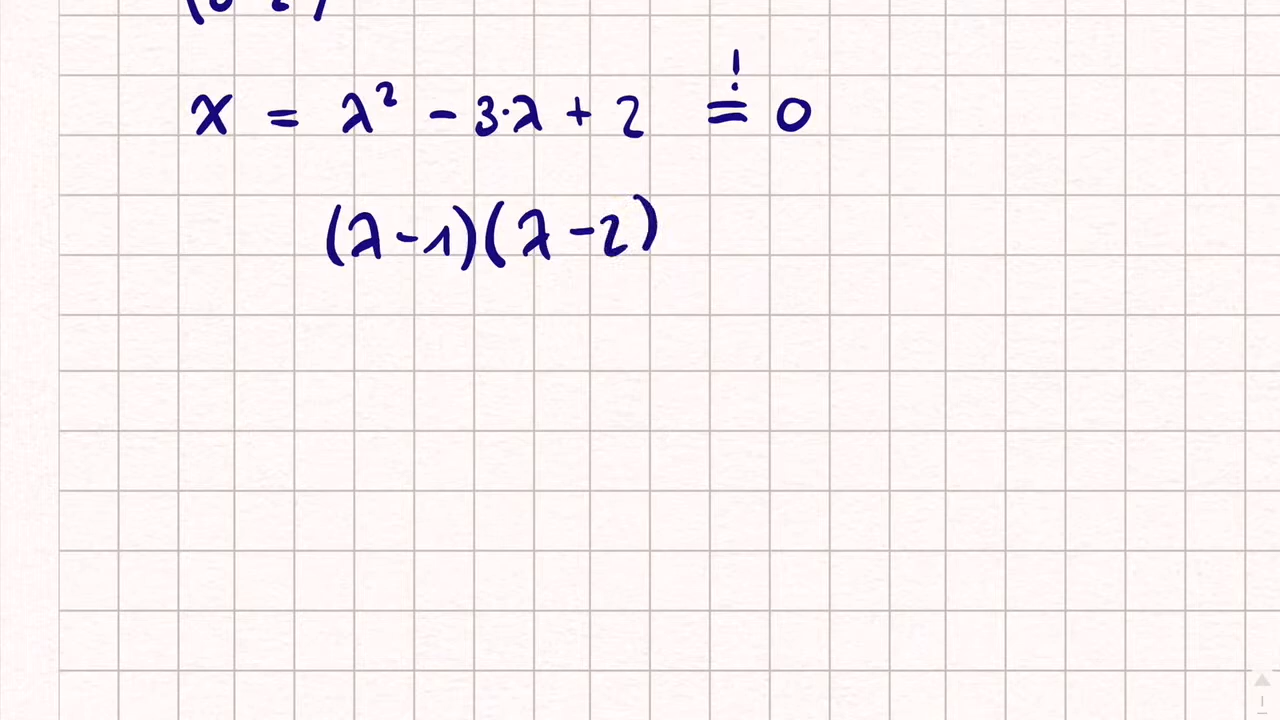 χ = λ² - 3·λ + 2 =! 0
(λ-1)(λ-2)